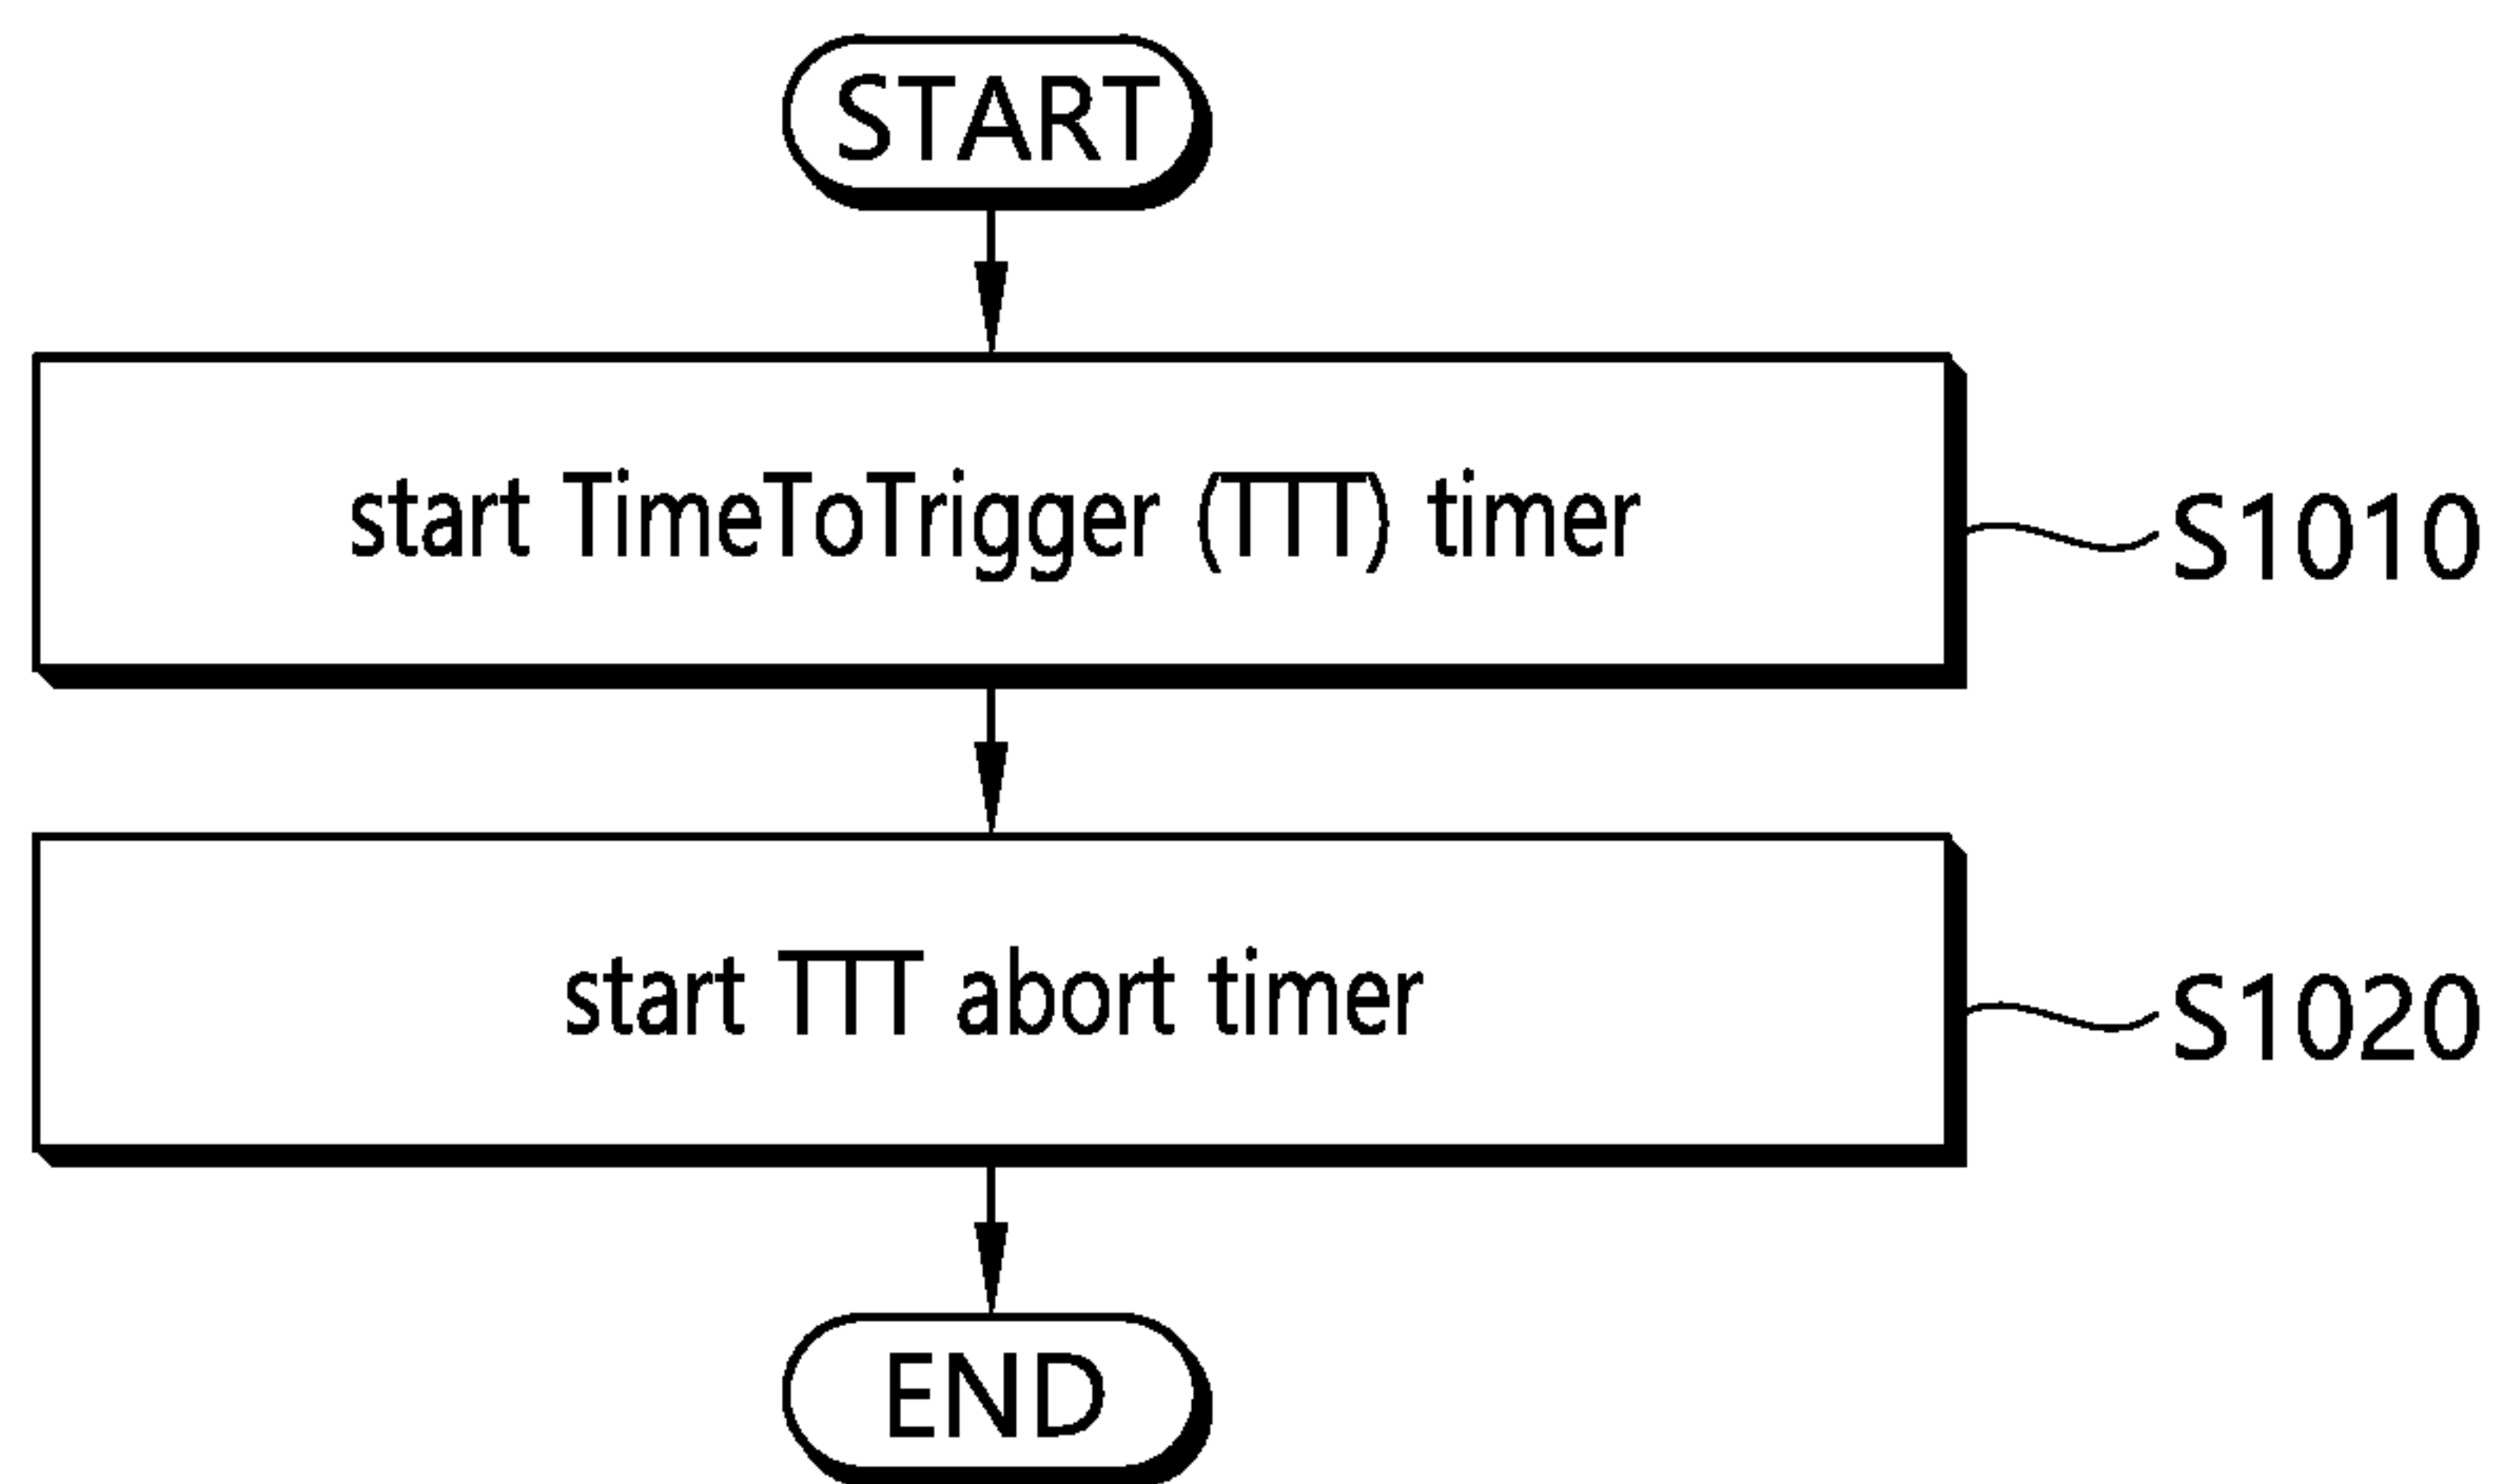 START
start TimeToTrigger (TTT) timer
S1010
start TTT abort timer
S1020
END